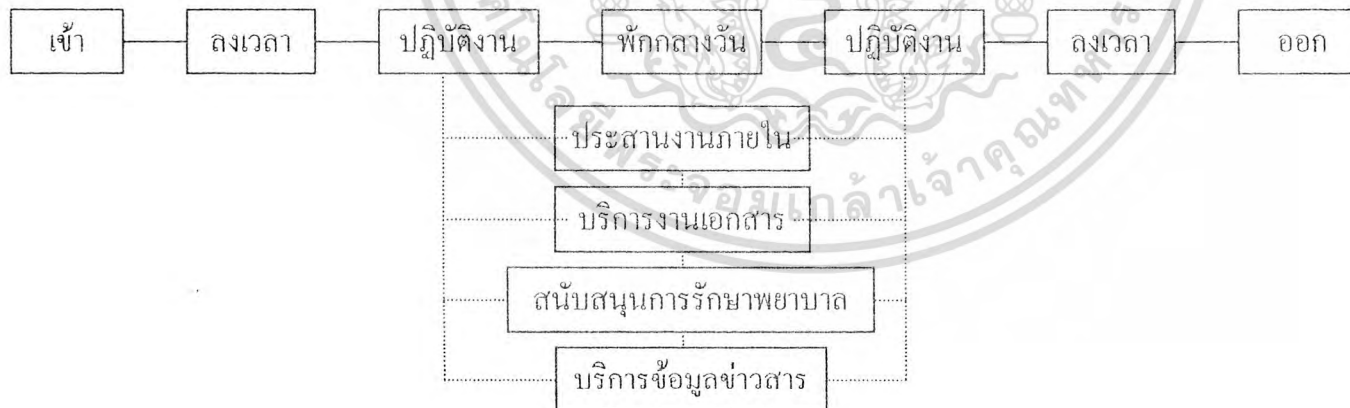 เข้า ลงเวลา ปฏิบัติงาน พักกลางวัน ปฏิบัติงาน ลงเวลา ออก
ประสานงานภายใน
บริการงานเอกสาร
สนับสนุนการรักษาพยาบาล
บริการข้อมูลข่าวสาร